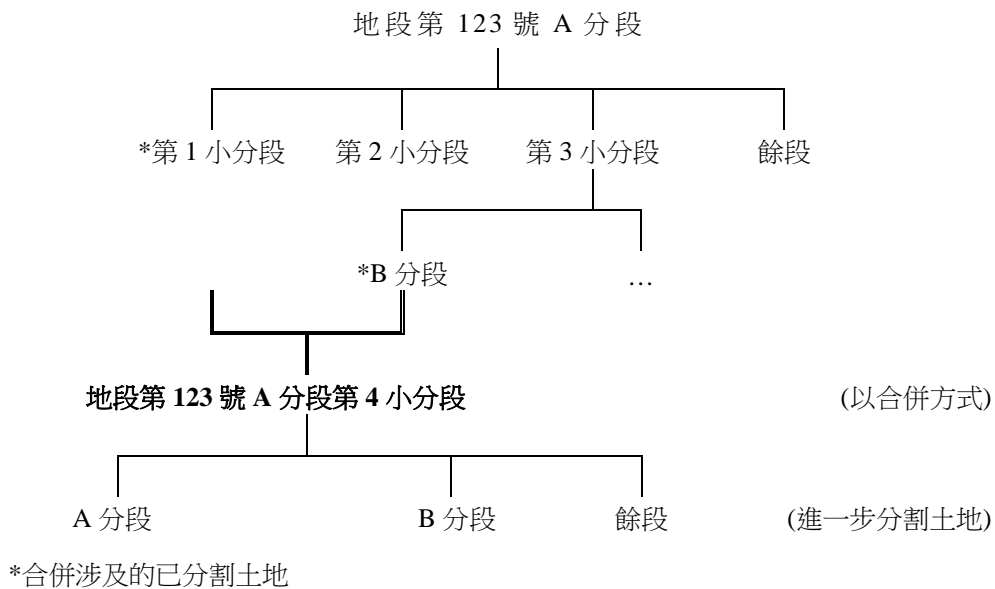 地段第 123 號 A 分段
*第 1 小分段 第 2 小分段 第 3 小分段 餘段
*B 分段 …
地段第 123 號 A 分段第 4 小分段 (以合併方式)
A 分段 B 分段 餘段 (進一步分割土地)
*合併涉及的已分割土地